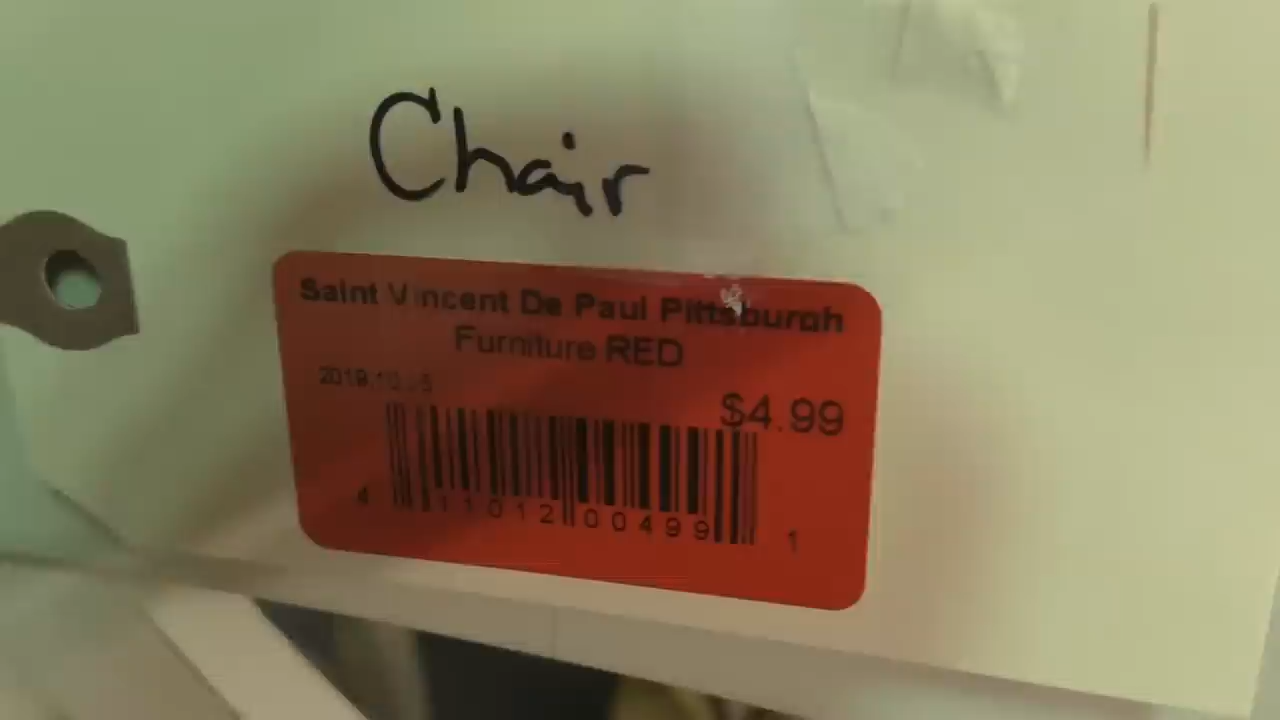 Chair
Saint Vincent De Paul Pittsburgh
Furniture RED
$4.99
4 11012 00499 1